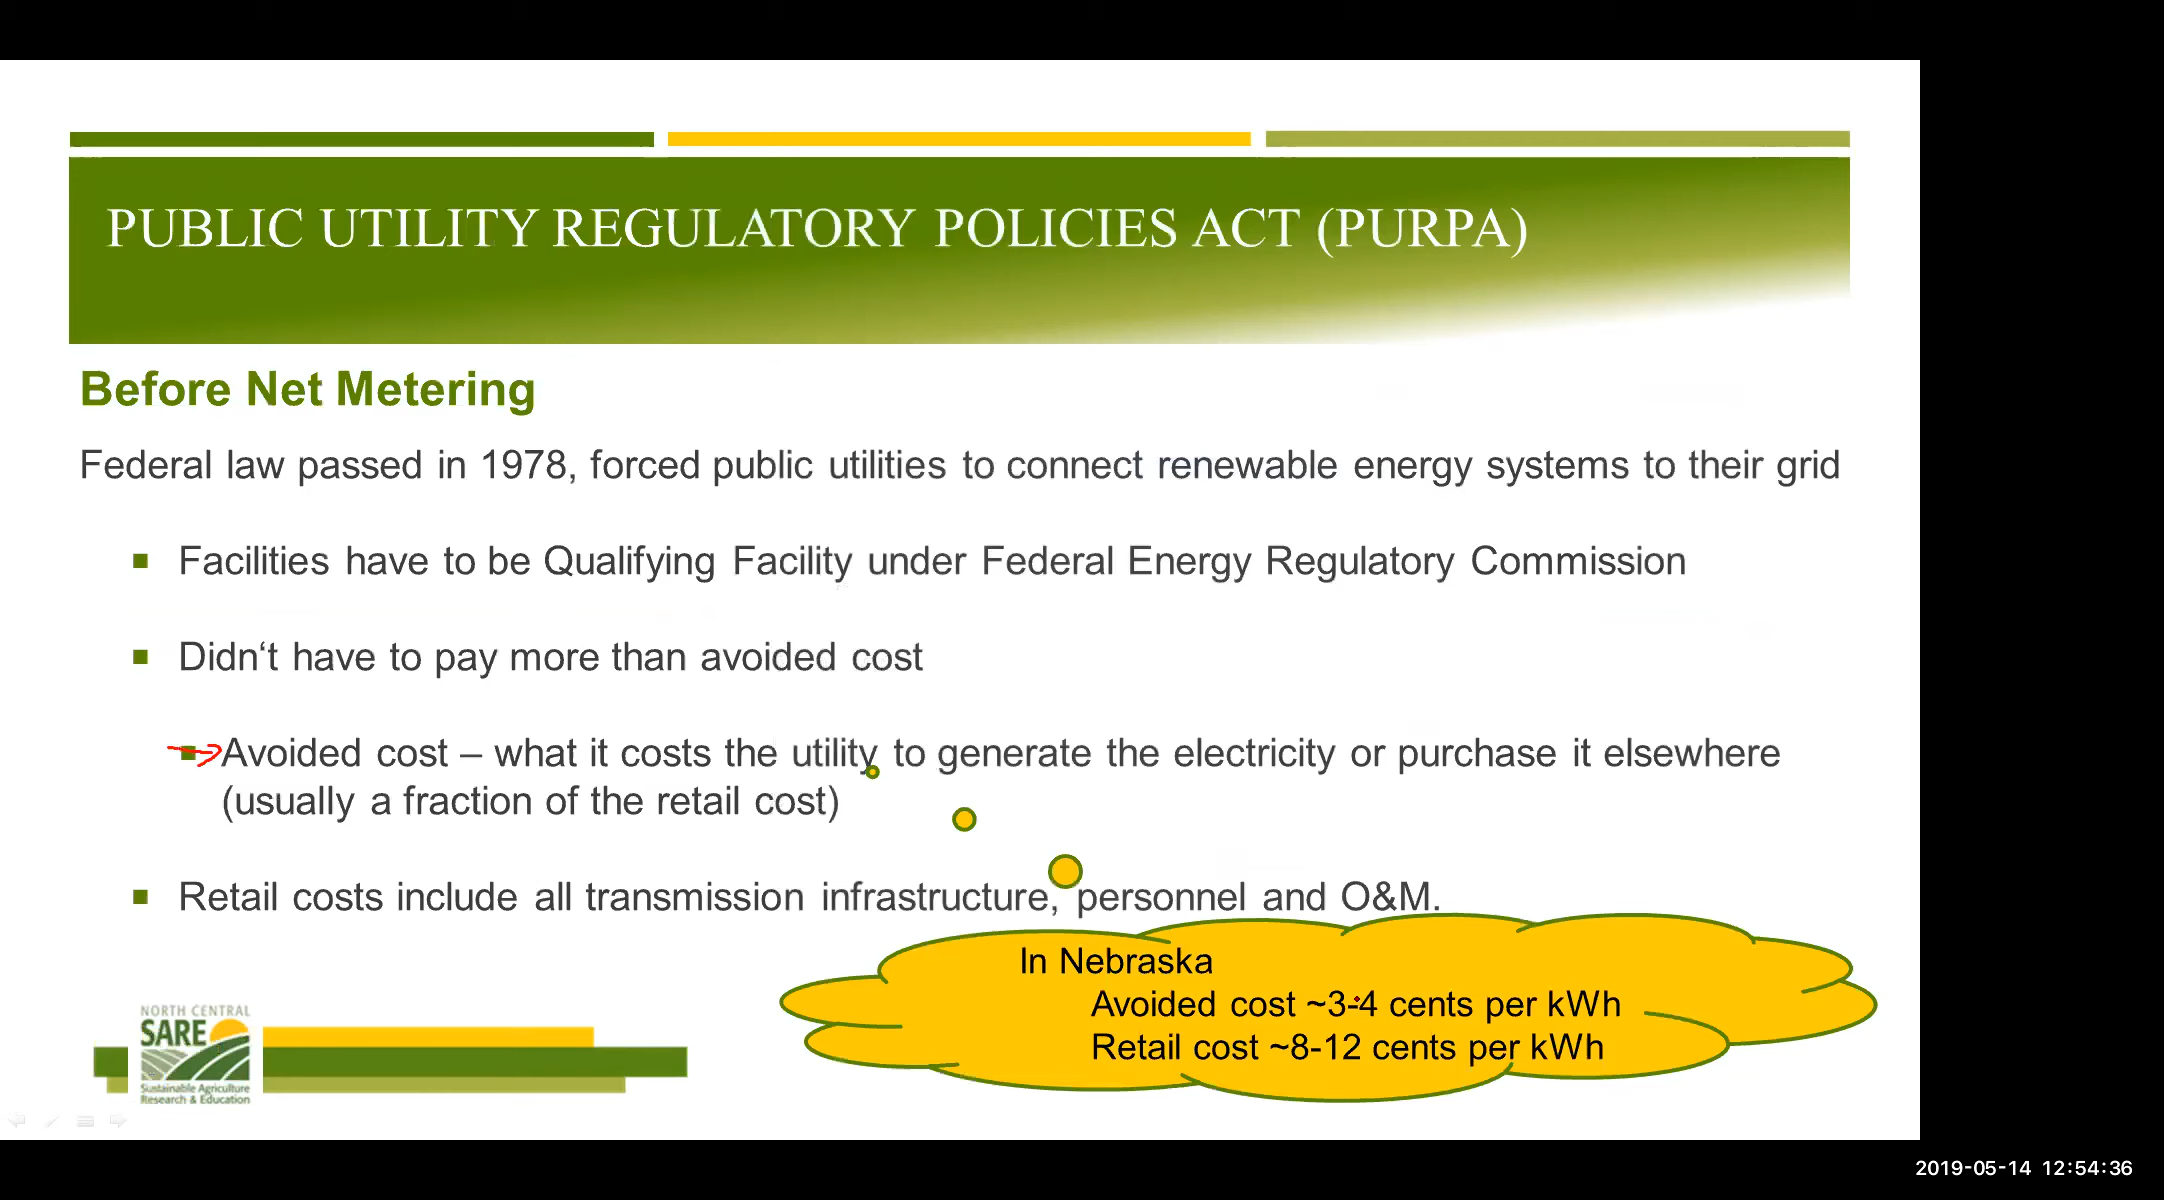 PUBLIC UTILITY REGULATORY POLICIES ACT (PURPA)
Before Net Metering
Federal law passed in 1978, forced public utilities to connect renewable energy systems to their grid
Facilities have to be Qualifying Facility under Federal Energy Regulatory Commission
Didn‘t have to pay more than avoided cost
Avoided cost – what it costs the utility to generate the electricity or purchase it elsewhere
(usually a fraction of the retail cost)
Retail costs include all transmission infrastructure, personnel and O&M.
In Nebraska
Avoided cost ~3-4 cents per kWh
Retail cost ~8-12 cents per kWh
NORTH CENTRAL
SARE
Sustainable Agriculture
Research & Education
2019-05-14 12:54:36